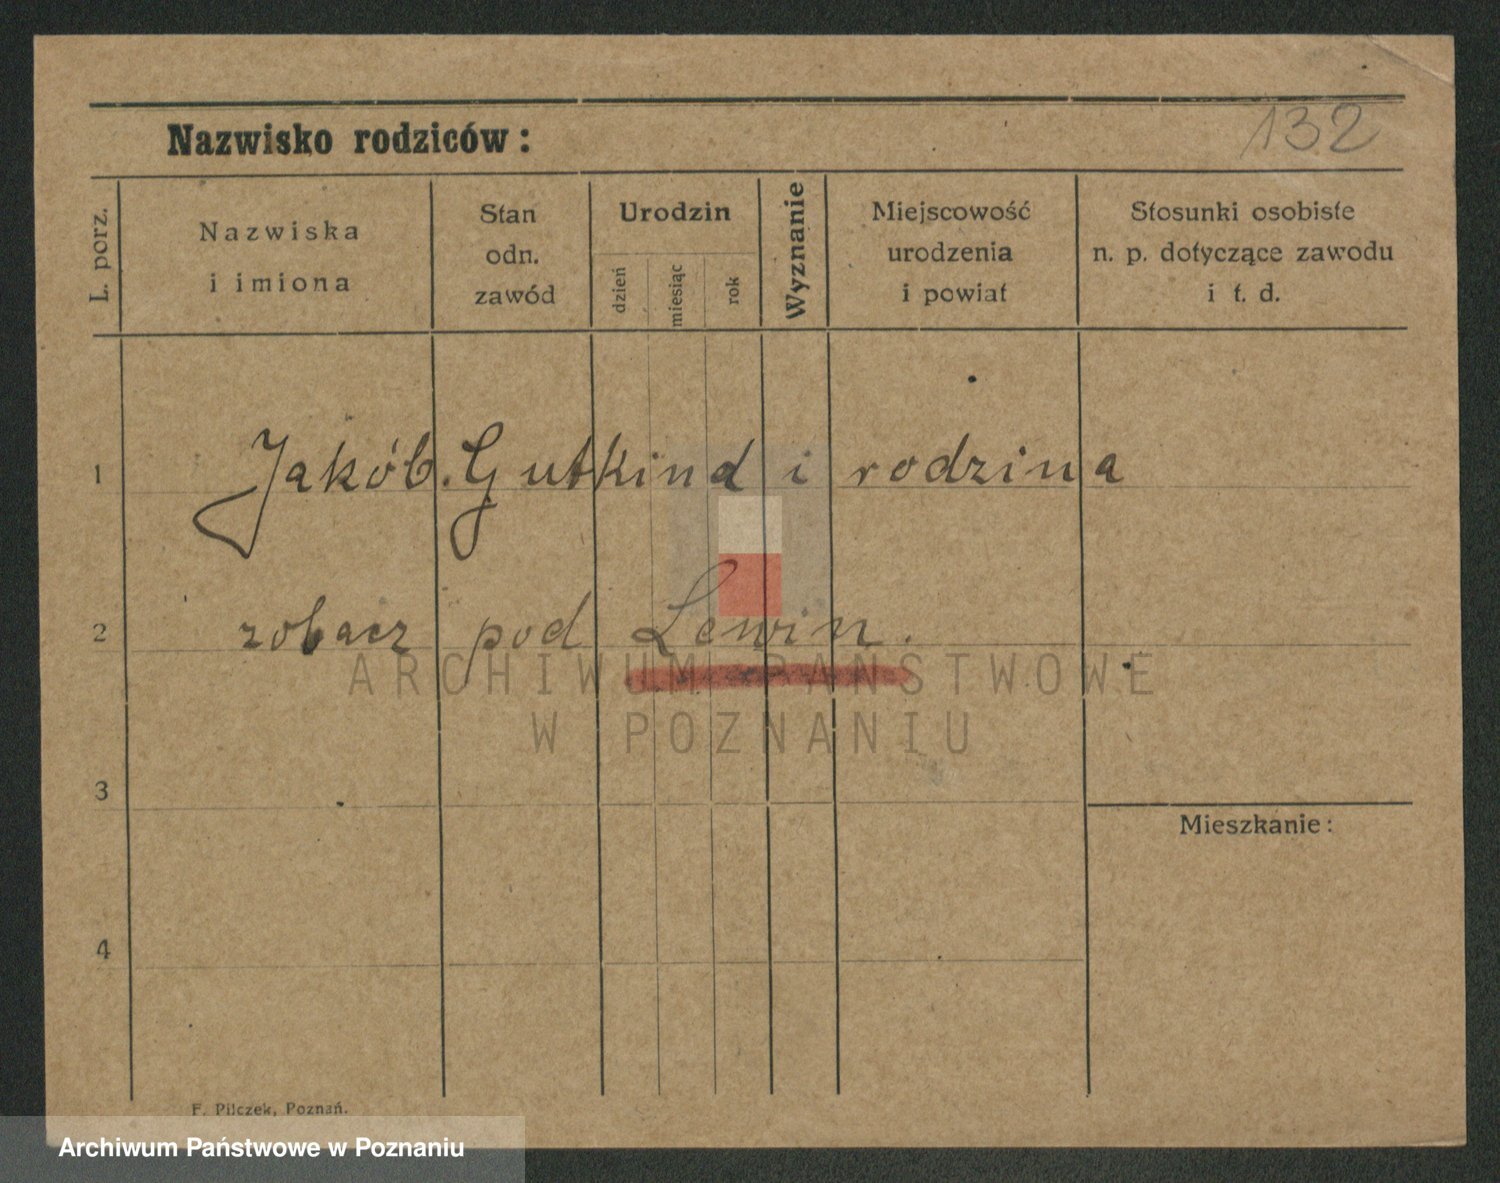 132
Nazwisko rodziców:
L. porz.
Nazwiska
i imiona
Stan
odn.
zawód
Urodzin
dzień
miesiąc
rok
Wyznanie
Miejscowość
urodzenia
i powiat
Stosunki osobiste
n. p. dotyczące zawodu
i t. d.
1
Jakób. Gutkind i rodzina
2
zobacz pod Lewin.
ARCHIWUM PAŃSTWOWE
W POZNANIU
3
Mieszkanie:
4
F. Pilczek, Poznań.
Archiwum Państwowe w Poznaniu